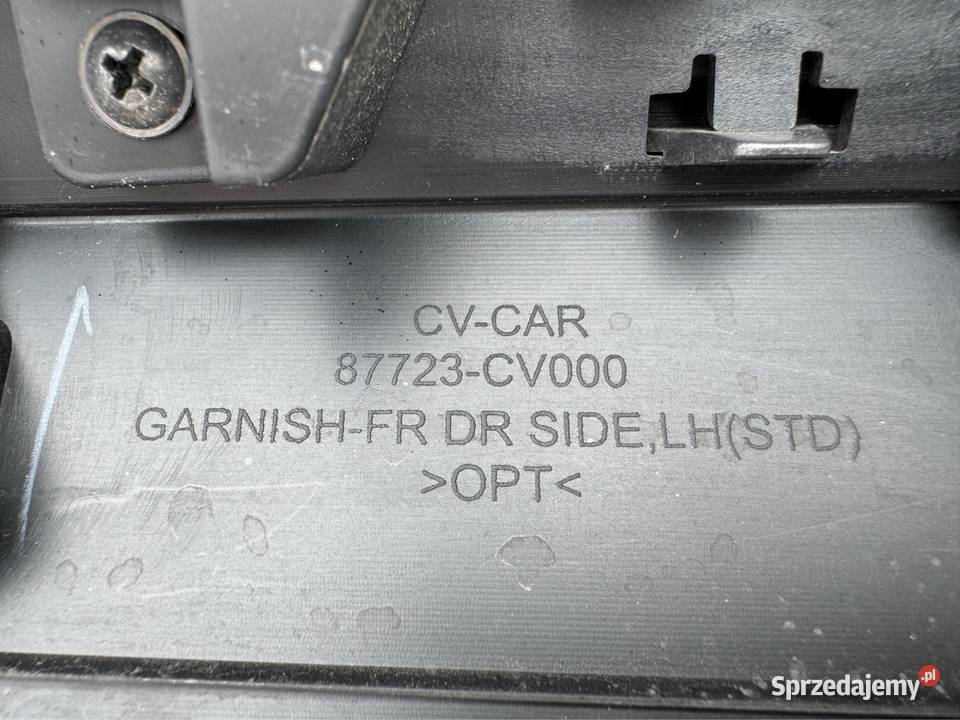 CV-CAR
87723-CV000
GARNISH-FR DR SIDE,LH(STD)
>OPT<
Sprzedajemy.pl